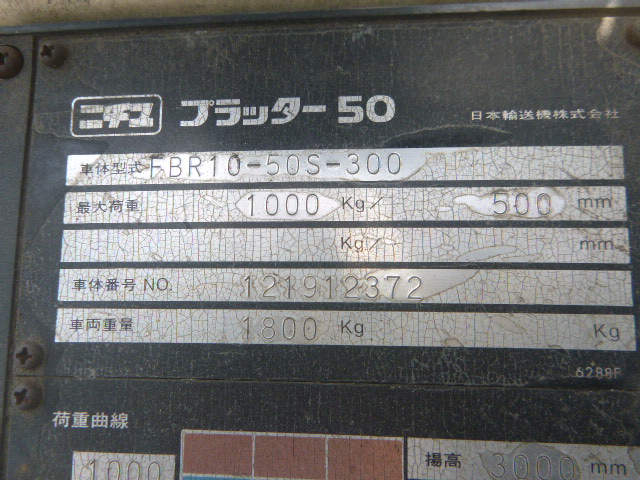 ニチユ プラッター50 日本輸送機株式会社
車体型式 FBR10-50S-300
最大荷重 1000 Kg／ 500 mm
Kg／ mm
車体番号 NO. 121912372
車両重量 1800 Kg Kg
6288F
荷重曲線
1000 揚高 3000 mm